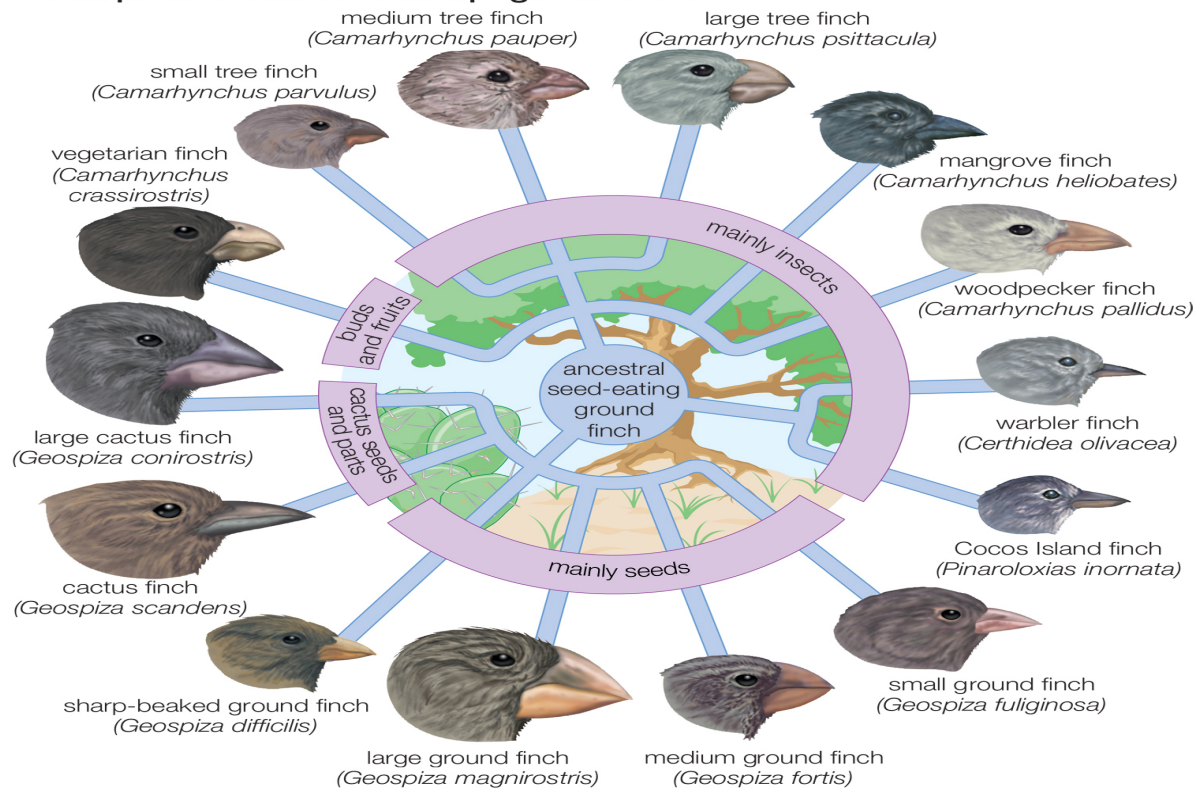 medium tree finch
(Camarhynchus pauper)
large tree finch
(Camarhynchus psittacula)
small tree finch
(Camarhynchus parvulus)
mangrove finch
(Camarhynchus heliobates)
vegetarian finch
(Camarhynchus
crassirostris)
woodpecker finch
(Camarhynchus pallidus)
mainly insects
buds
and fruits
ancestral
seed-eating
ground
finch
cactus seeds
and parts
warbler finch
(Certhidea olivacea)
large cactus finch
(Geospiza conirostris)
Cocos Island finch
(Pinaroloxias inornata)
mainly seeds
cactus finch
(Geospiza scandens)
small ground finch
(Geospiza fuliginosa)
sharp-beaked ground finch
(Geospiza difficilis)
large ground finch
(Geospiza magnirostris)
medium ground finch
(Geospiza fortis)